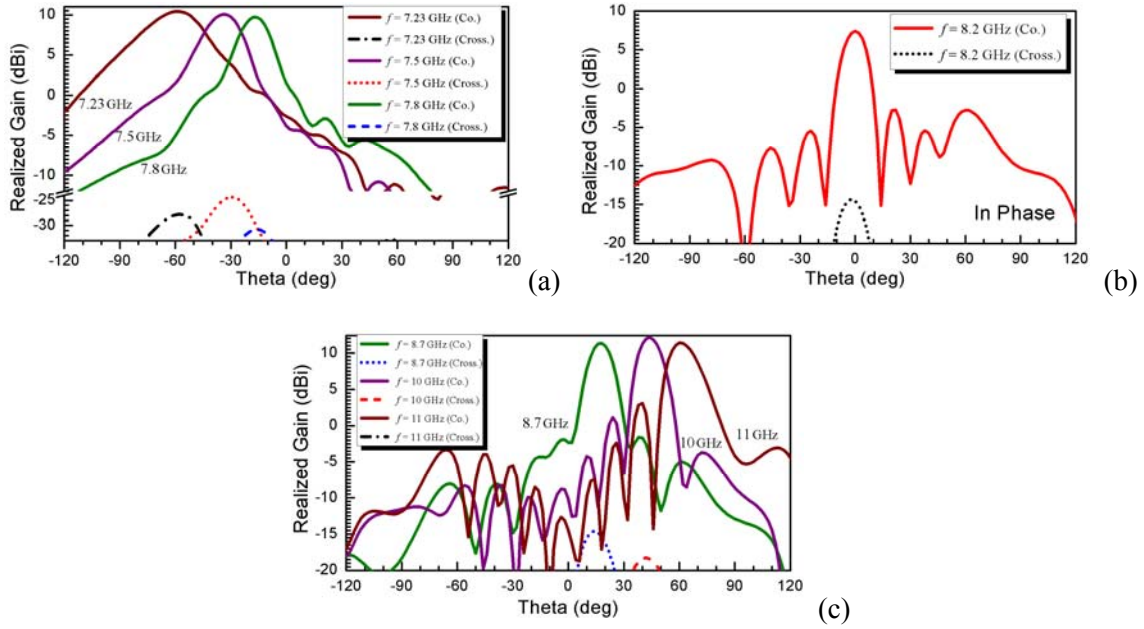 Realized Gain (dBi)
10
5
0
-5
-10
-25
-30
f = 7.23 GHz (Co.)
f = 7.23 GHz (Cross.)
f = 7.5 GHz (Co.)
f = 7.5 GHz (Cross.)
f = 7.8 GHz (Co.)
f = 7.8 GHz (Cross.)
7.23 GHz
7.5 GHz
7.8 GHz
-120 -90 -60 -30 0 30 60 90 120
Theta (deg)
(a)
Realized Gain (dBi)
10
5
0
-5
-10
-15
-20
f = 8.2 GHz (Co.)
f = 8.2 GHz (Cross.)
In Phase
-120 -90 -60 -30 0 30 60 90 120
Theta (deg)
(b)
Realized Gain (dBi)
10
5
0
-5
-10
-15
-20
f = 8.7 GHz (Co.)
f = 8.7 GHz (Cross.)
f = 10 GHz (Co.)
f = 10 GHz (Cross.)
f = 11 GHz (Co.)
f = 11 GHz (Cross.)
8.7 GHz
10 GHz
11 GHz
-120 -90 -60 -30 0 30 60 90 120
Theta (deg)
(c)